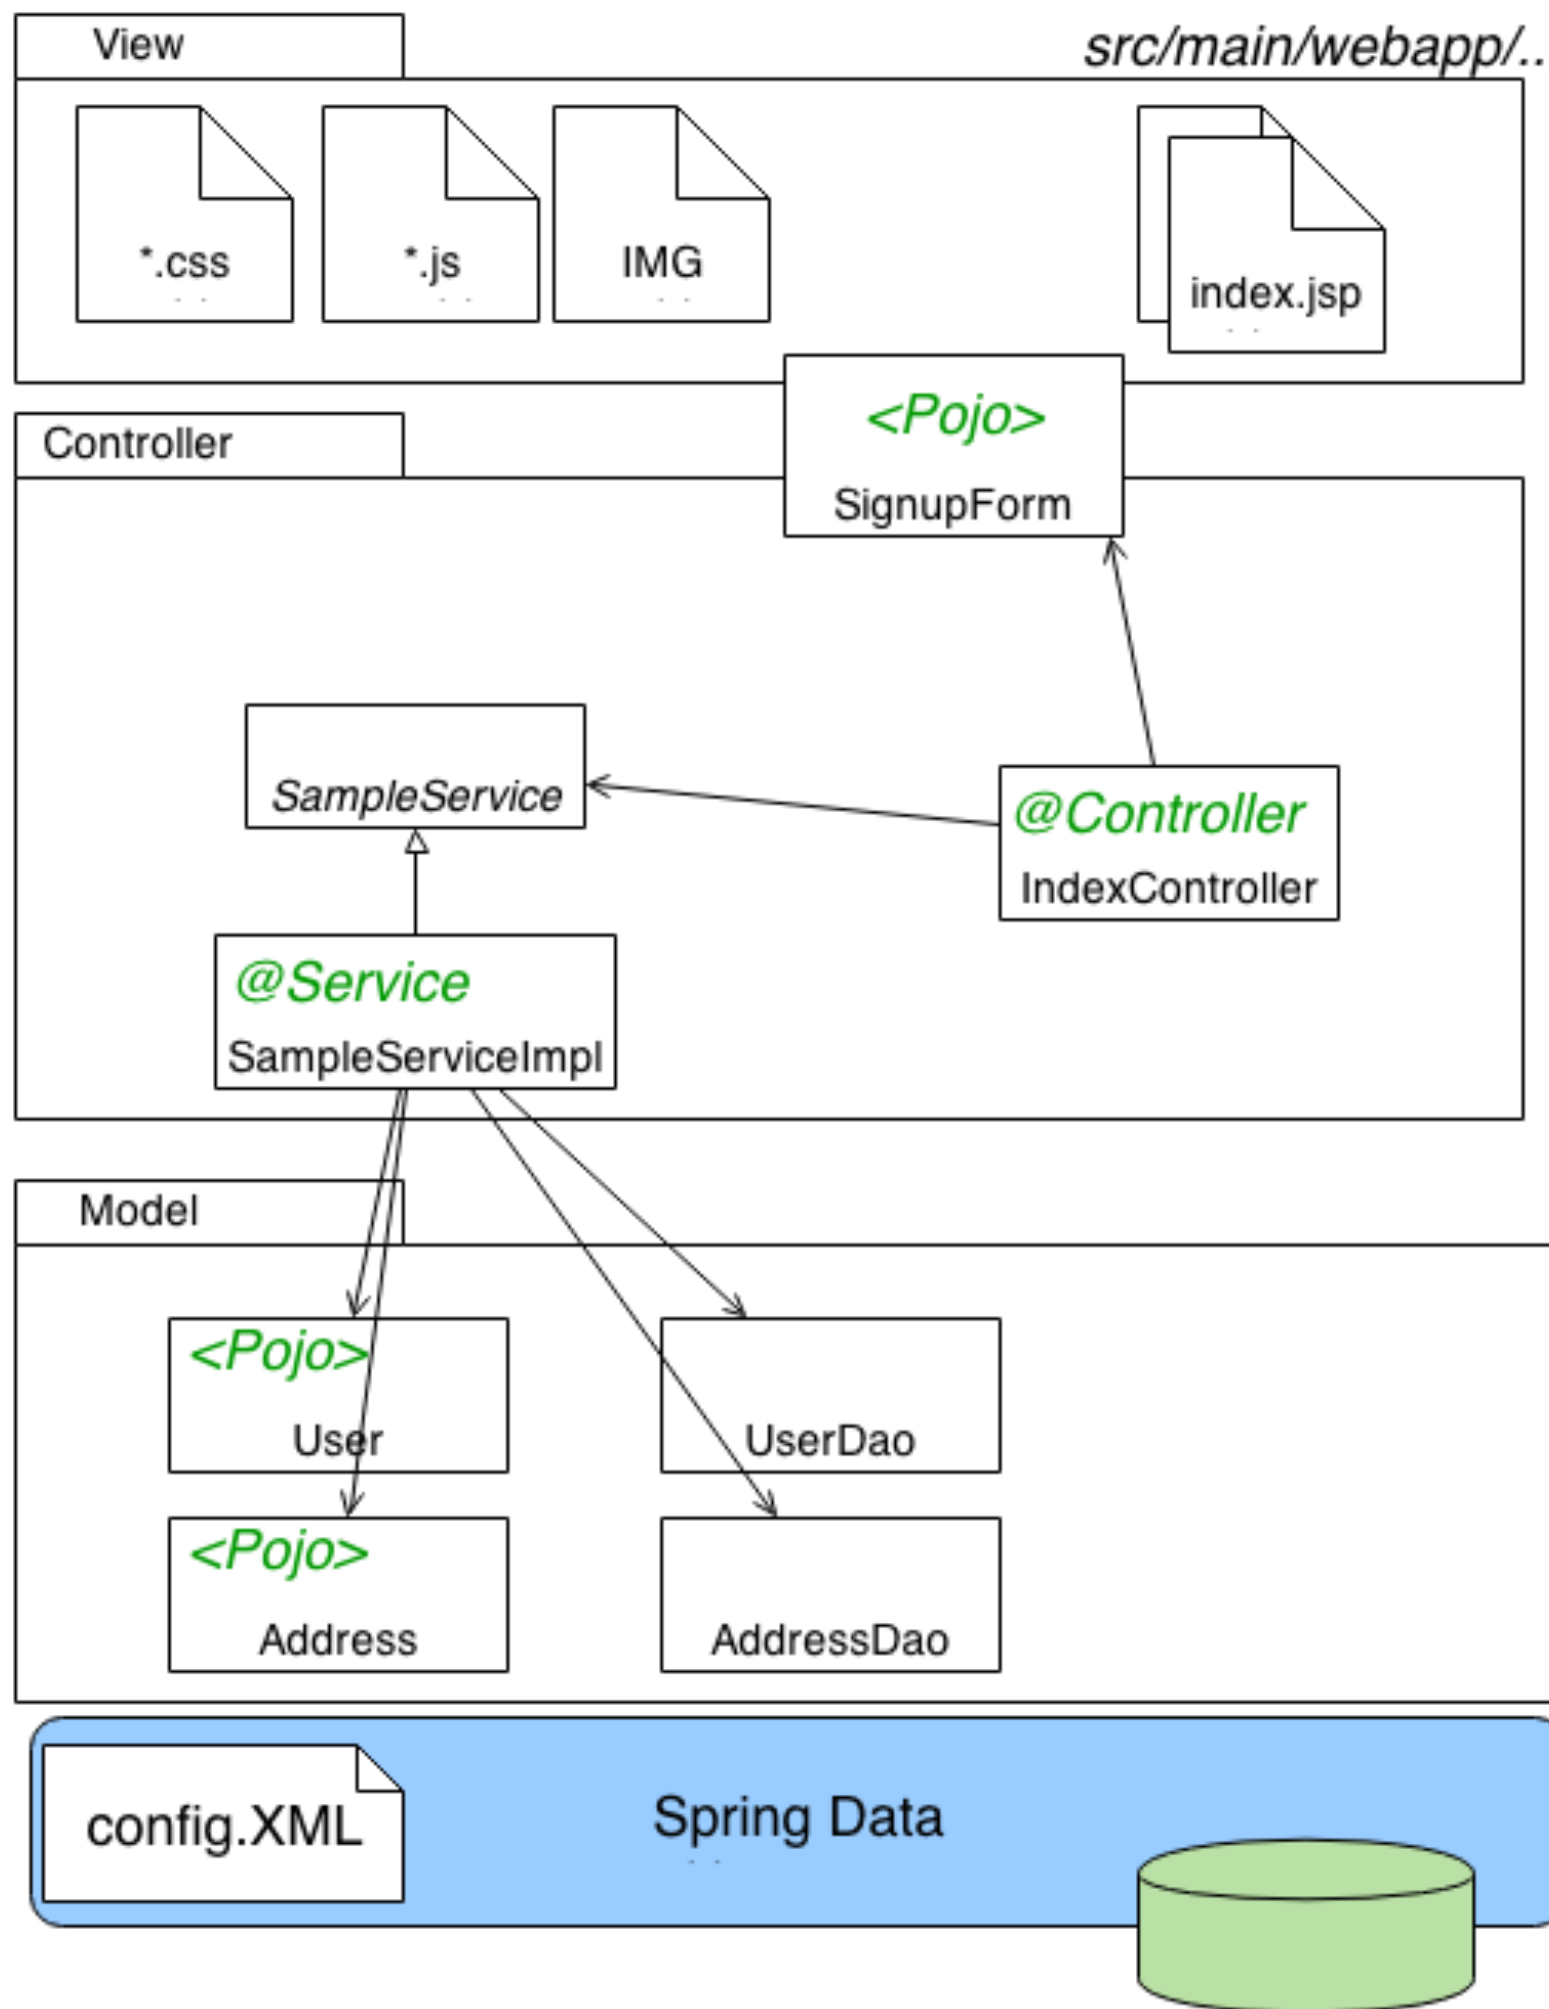 View
src/main/webapp/..
*.css
*.js
IMG
index.jsp
<Pojo>
SignupForm
Controller
SampleService
@Controller
IndexController
@Service
SampleServiceImpl
Model
<Pojo>
User
UserDao
<Pojo>
Address
AddressDao
config.XML
Spring Data